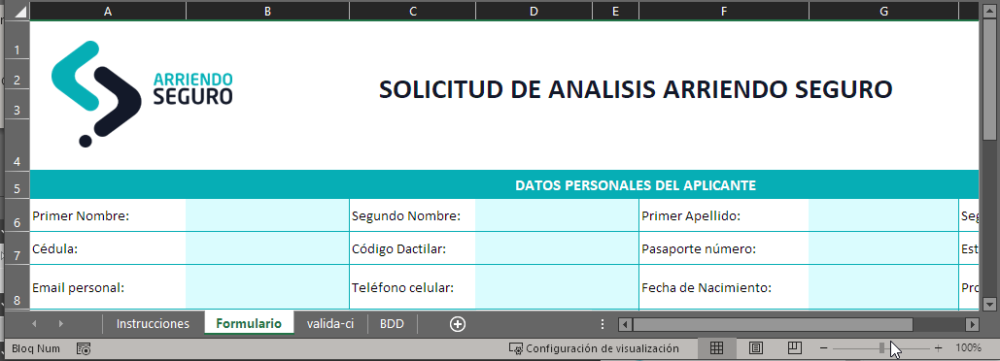 A B C D E F G
1
2
3
4
5
6
7
8
ARRIENDO
SEGURO
SOLICITUD DE ANALISIS ARRIENDO SEGURO
DATOS PERSONALES DEL APLICANTE
Primer Nombre: Segundo Nombre: Primer Apellido: Seg
Cédula: Código Dactilar: Pasaporte número: Est
Email personal: Teléfono celular: Fecha de Nacimiento: Pro
Instrucciones Formulario valida-ci BDD
Bloq Num Configuración de visualización 100%